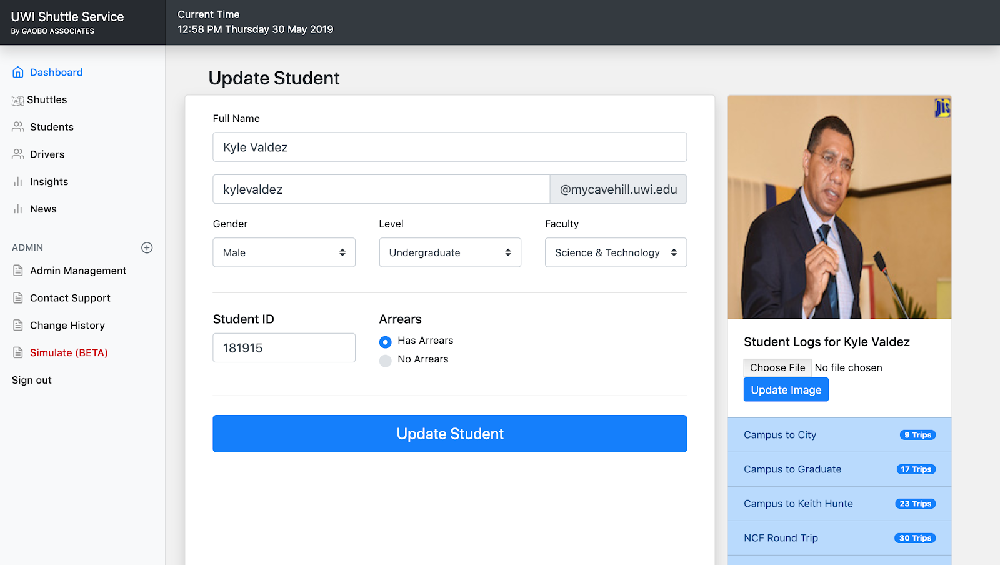 UWI Shuttle Service
By GAOBO ASSOCIATES
Current Time
12:58 PM Thursday 30 May 2019
Dashboard
Shuttles
Students
Drivers
Insights
News
ADMIN
Admin Management
Contact Support
Change History
Simulate (BETA)
Sign out
Update Student
Full Name
Kyle Valdez
kylevaldez @mycavehill.uwi.edu
Gender Level Faculty
Male Undergraduate Science & Technology
Student ID Arrears
181915
Has Arrears
No Arrears
Update Student
JIS
Student Logs for Kyle Valdez
Choose File No file chosen
Update Image
Campus to City 9 Trips
Campus to Graduate 17 Trips
Campus to Keith Hunte 23 Trips
NCF Round Trip 30 Trips